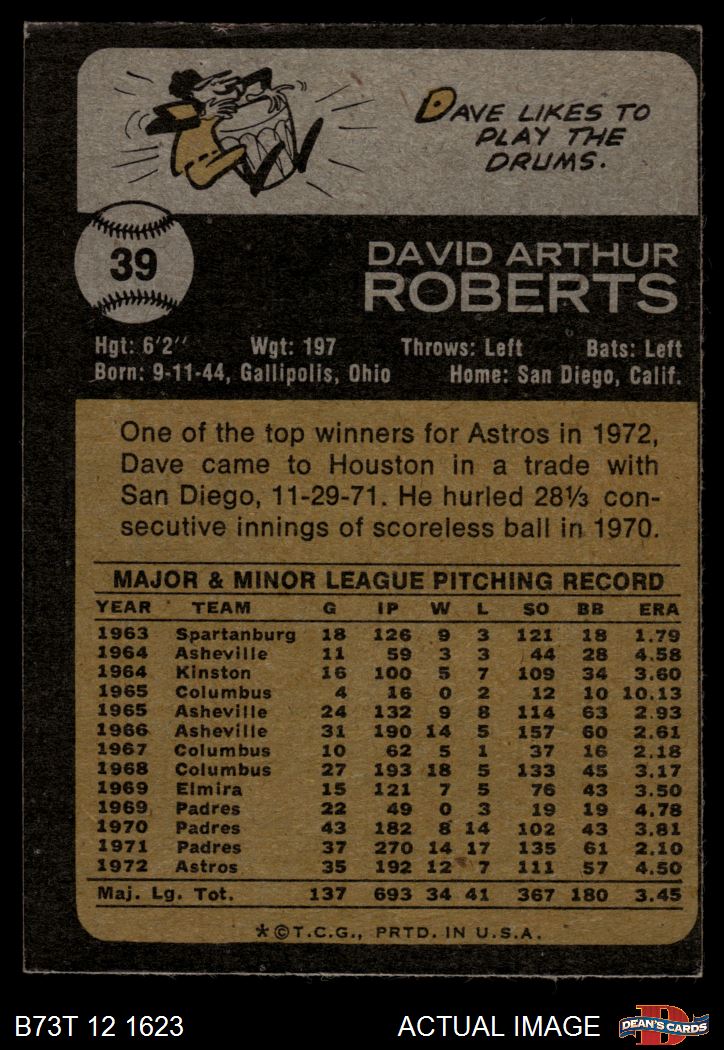 DAVE LIKES TO
PLAY THE
DRUMS.
39
DAVID ARTHUR
ROBERTS
Hgt: 6'2" Wgt: 197 Throws: Left Bats: Left
Born: 9-11-44, Gallipolis, Ohio Home: San Diego, Calif.
One of the top winners for Astros in 1972,
Dave came to Houston in a trade with
San Diego, 11-29-71. He hurled 28⅓ con-
secutive innings of scoreless ball in 1970.
MAJOR & MINOR LEAGUE PITCHING RECORD
YEAR TEAM G IP W L SO BB ERA
1963 Spartanburg 18 126 9 3 121 18 1.79
1964 Asheville 11 59 3 3 44 28 4.58
1964 Kinston 16 100 5 7 109 34 3.60
1965 Columbus 4 16 0 2 12 10 10.13
1965 Asheville 24 132 9 8 114 63 2.93
1966 Asheville 31 190 14 5 157 60 2.61
1967 Columbus 10 62 5 1 37 16 2.18
1968 Columbus 27 193 18 5 133 45 3.17
1969 Elmira 15 121 7 5 76 43 3.50
1969 Padres 22 49 0 3 19 19 4.78
1970 Padres 43 182 8 14 102 43 3.81
1971 Padres 37 270 14 17 135 61 2.10
1972 Astros 35 192 12 7 111 57 4.50
Maj. Lg. Tot. 137 693 34 41 367 180 3.45
*©T.C.G., PRTD. IN U.S.A.
B73T 12 1623 ACTUAL IMAGE D DEAN'S CARDS